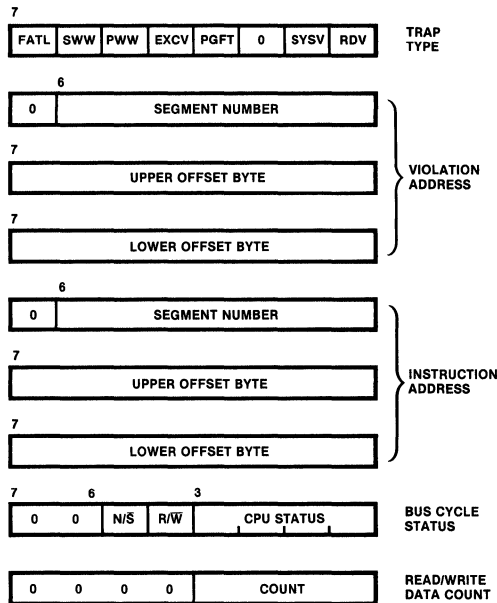 7
FATL SWW PWW EXCV PGFT 0 SYSV RDV
TRAP
TYPE
6
0 SEGMENT NUMBER
7
UPPER OFFSET BYTE
7
LOWER OFFSET BYTE
VIOLATION
ADDRESS
6
0 SEGMENT NUMBER
7
UPPER OFFSET BYTE
7
LOWER OFFSET BYTE
INSTRUCTION
ADDRESS
7 6 3
0 0 N/S̅ R/W̅ CPU STATUS
BUS CYCLE
STATUS
0 0 0 0 COUNT
READ/WRITE
DATA COUNT